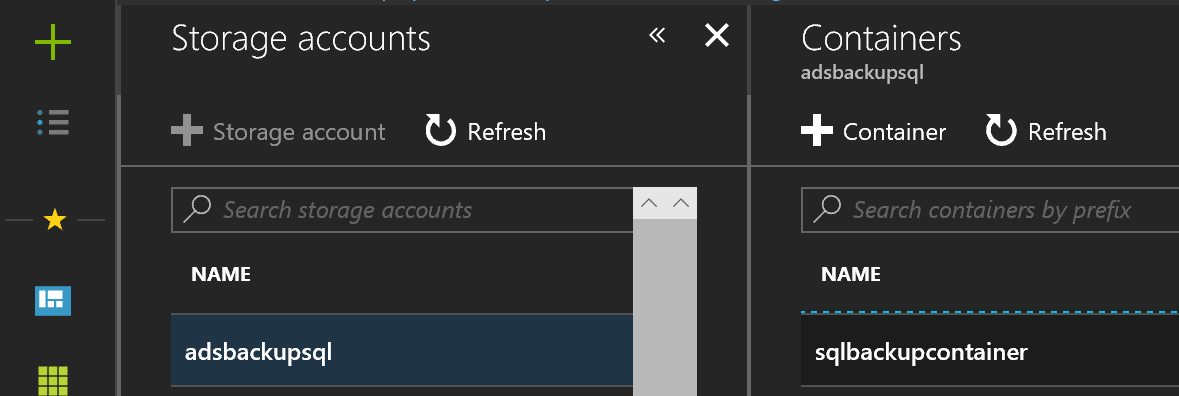 Storage accounts
Storage account
Refresh
Search storage accounts
NAME
adsbackupsql
Containers
adsbackupsql
Container
Refresh
Search containers by prefix
NAME
sqlbackupcontainer